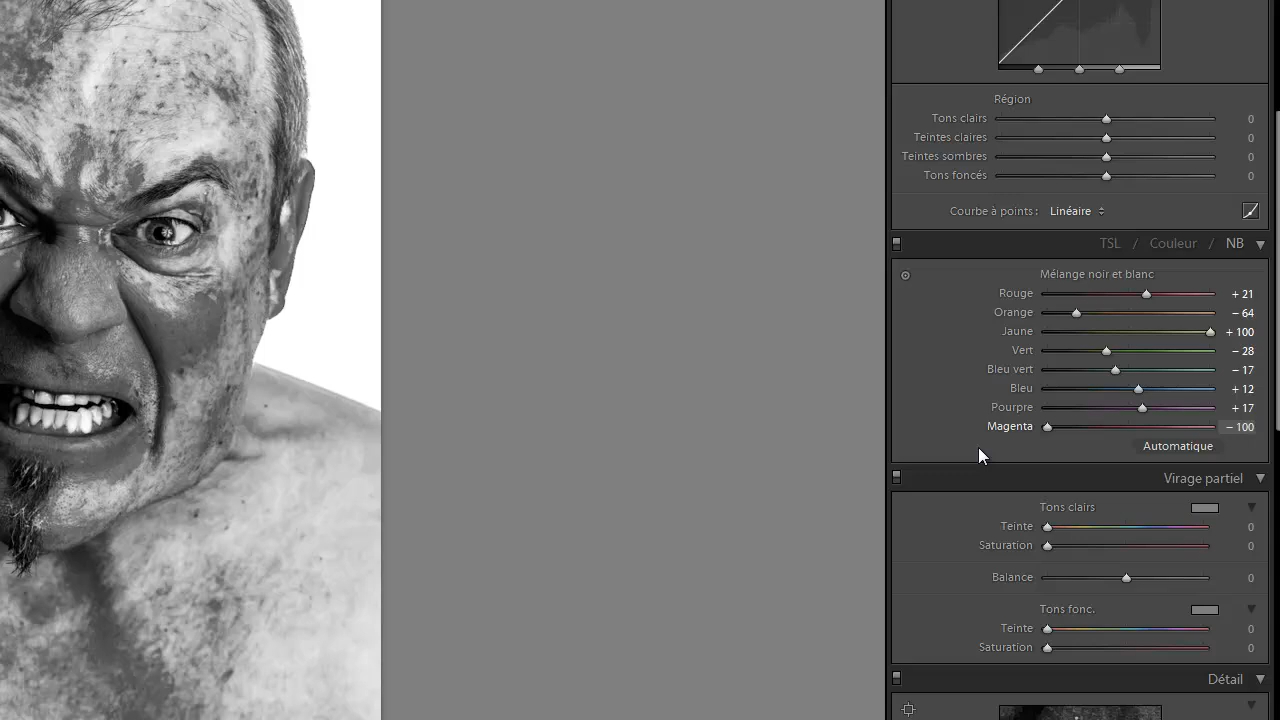 Région
Tons clairs 0
Teintes claires 0
Teintes sombres 0
Tons foncés 0
Courbe à points : Linéaire
TSL / Couleur / NB
Mélange noir et blanc
Rouge + 21
Orange − 64
Jaune + 100
Vert − 28
Bleu vert − 17
Bleu + 12
Pourpre + 17
Magenta − 100
Automatique
Virage partiel
Tons clairs
Teinte 0
Saturation 0
Balance 0
Tons fonc.
Teinte 0
Saturation 0
Détail